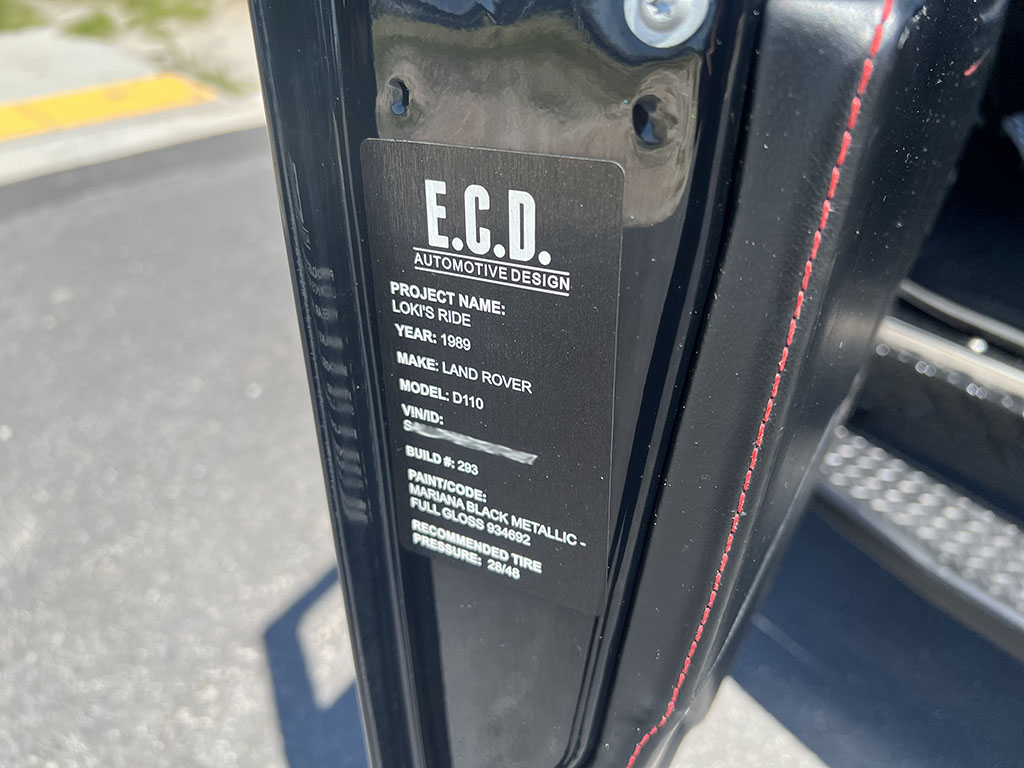 E.C.D.
AUTOMOTIVE DESIGN
PROJECT NAME:
LOKI'S RIDE
YEAR: 1989
MAKE: LAND ROVER
MODEL: D110
VIN/ID:
BUILD #: 293
PAINT/CODE:
MARIANA BLACK METALLIC -
FULL GLOSS 934692
RECOMMENDED TIRE
PRESSURE: 28/48